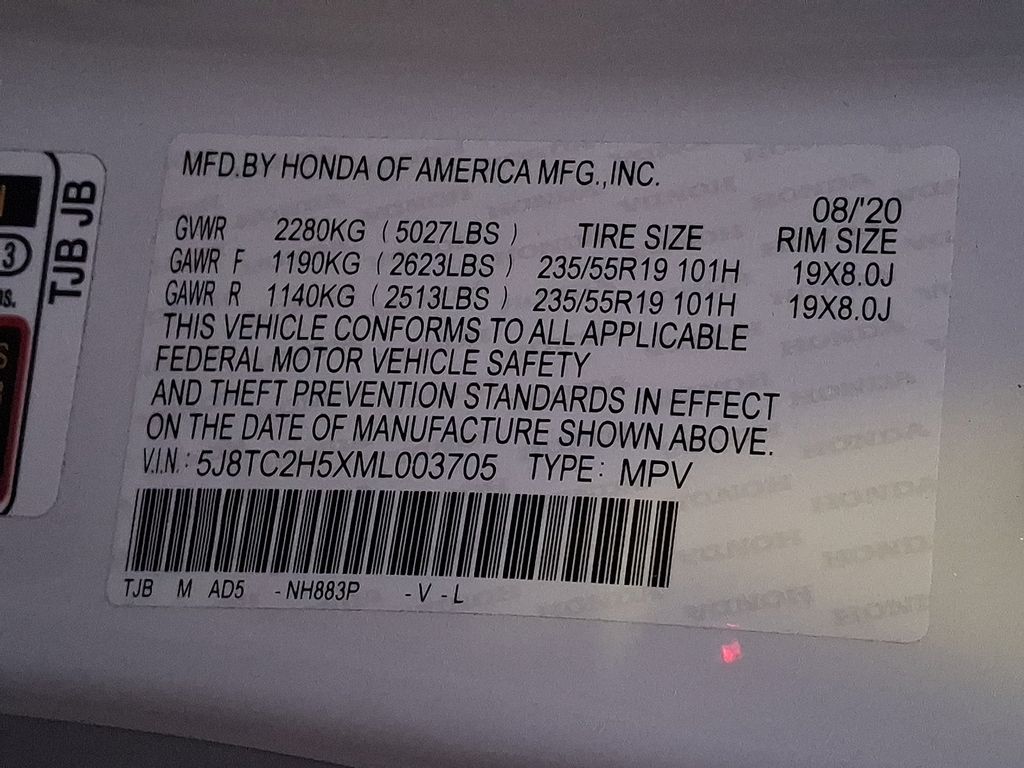 MFD.BY HONDA OF AMERICA MFG.,INC.
08/'20
GVWR 2280KG (5027LBS) TIRE SIZE RIM SIZE
GAWR F 1190KG (2623LBS) 235/55R19 101H 19X8.0J
GAWR R 1140KG (2513LBS) 235/55R19 101H 19X8.0J
THIS VEHICLE CONFORMS TO ALL APPLICABLE
FEDERAL MOTOR VEHICLE SAFETY
AND THEFT PREVENTION STANDARDS IN EFFECT
ON THE DATE OF MANUFACTURE SHOWN ABOVE.
V.I.N.: 5J8TC2H5XML003705 TYPE: MPV
TJB M AD5 -NH883P -V-L
TJB JB
3